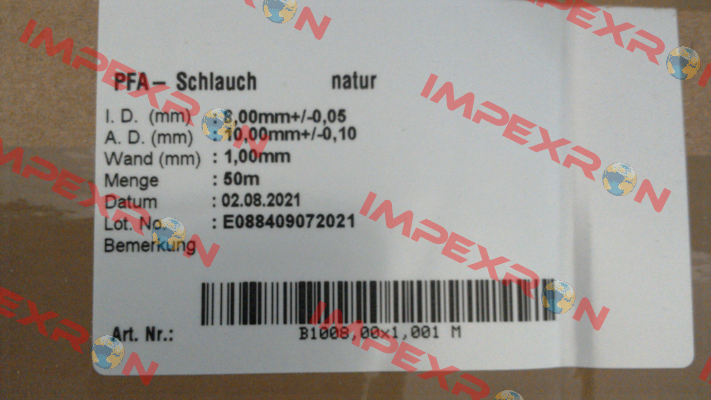 PFA – Schlauch natur
I. D. (mm) : 8,00mm+/-0,05
A. D. (mm) : 10,00mm+/-0,10
Wand (mm) : 1,00mm
Menge : 50m
Datum : 02.08.2021
Lot. No. : E088409072021
Bemerkung
Art. Nr.: B1008,00x1,001 M
IMPEXRON
IMPEXRON
IMPEXRON
IMPEXRON
IMPEXRON
IMPEXRON